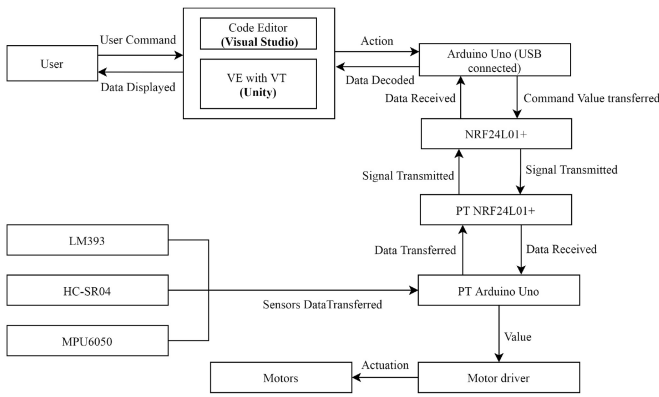 Code Editor
(Visual Studio)
User Command
Action
User
Arduino Uno (USB
connected)
VE with VT
(Unity)
Data Displayed
Data Decoded
Data Received
Command Value transferred
NRF24L01+
Signal Transmitted
Signal Transmitted
PT NRF24L01+
LM393
Data Transferred
Data Received
HC-SR04
PT Arduino Uno
Sensors DataTransferred
MPU6050
Value
Actuation
Motors
Motor driver